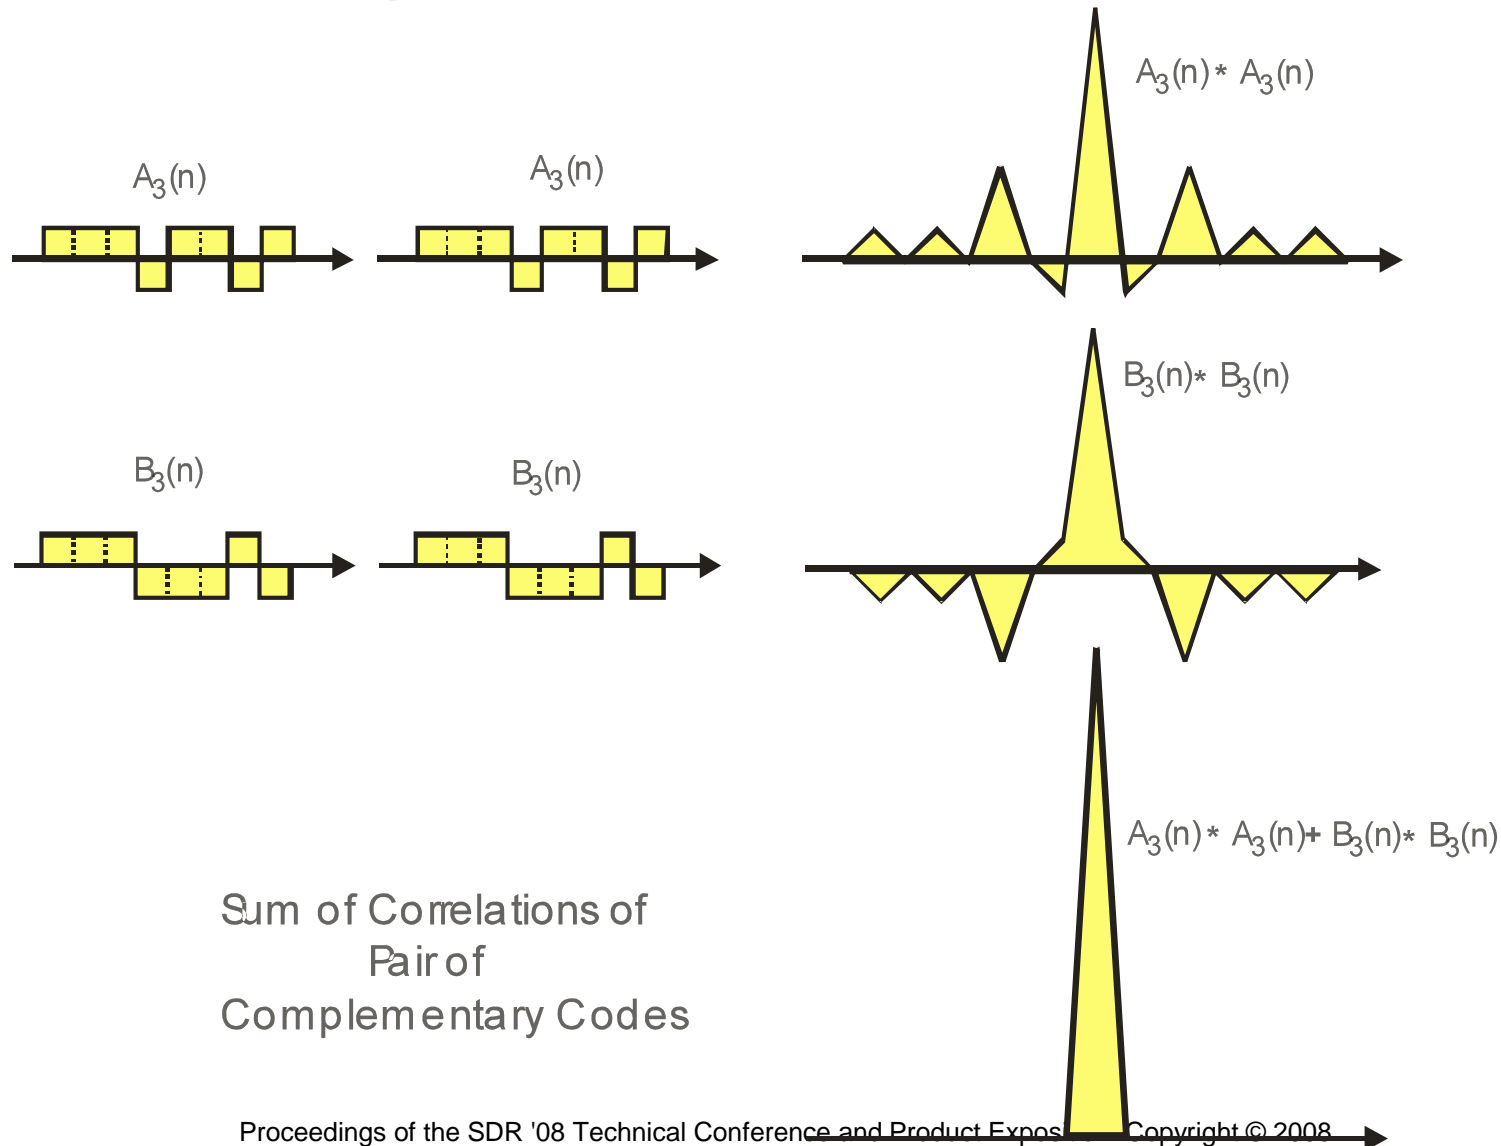 A3(n) * A3(n)
A3(n)
A3(n)
B3(n) * B3(n)
B3(n)
B3(n)
A3(n) * A3(n) + B3(n) * B3(n)
Sum of Correlations of
Pair of
Complementary Codes
Proceedings of the SDR '08 Technical Conference and Product Copyright © 2008